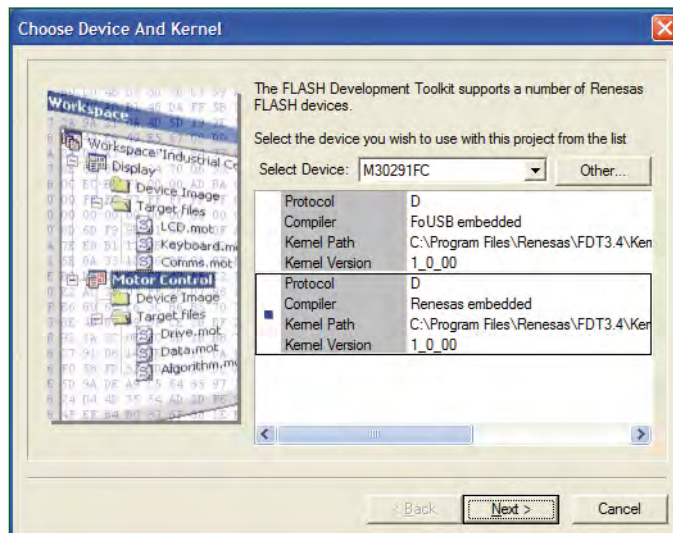 Choose Device And Kernel
The FLASH Development Toolkit supports a number of Renesas
FLASH devices.
Select the device you wish to use with this project from the list
Select Device: M30291FC Other...
Protocol D
Compiler FoUSB embedded
Kernel Path C:\Program Files\Renesas\FDT3.4\Ker
Kernel Version 1_0_00
Protocol D
Compiler Renesas embedded
Kernel Path C:\Program Files\Renesas\FDT3.4\Ker
Kernel Version 1_0_00
Workspace
Workspace "Industrial Co
Display
Device Image
Target files
LCD.mot
Keyboard.m
Comms.mot
Motor Control
Device Image
Target files
Drive.mot
Data.mot
Algorithm.m
< Back Next > Cancel